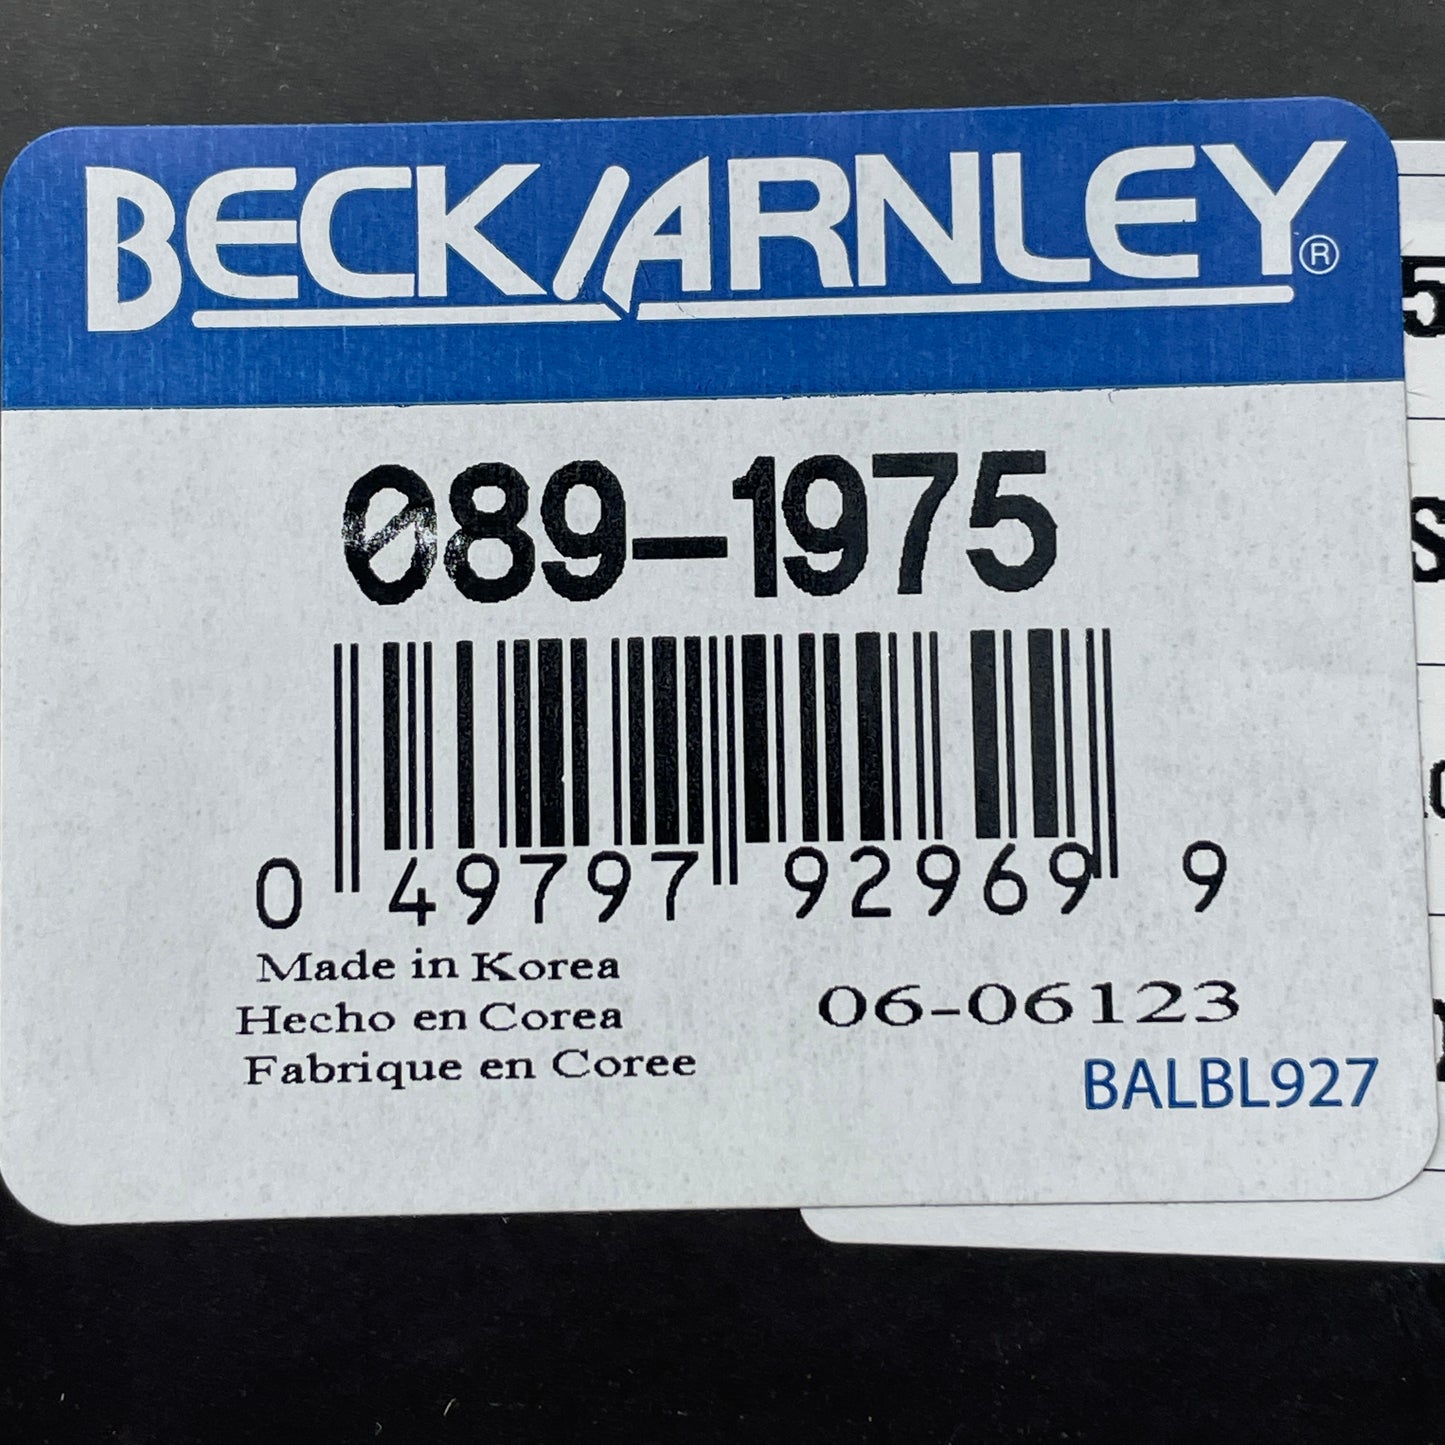 BECK/ARNLEY®
089-1975
0 49797 92969 9
Made in Korea
Hecho en Corea
Fabrique en Coree
06-06123
BALBL927
5
S